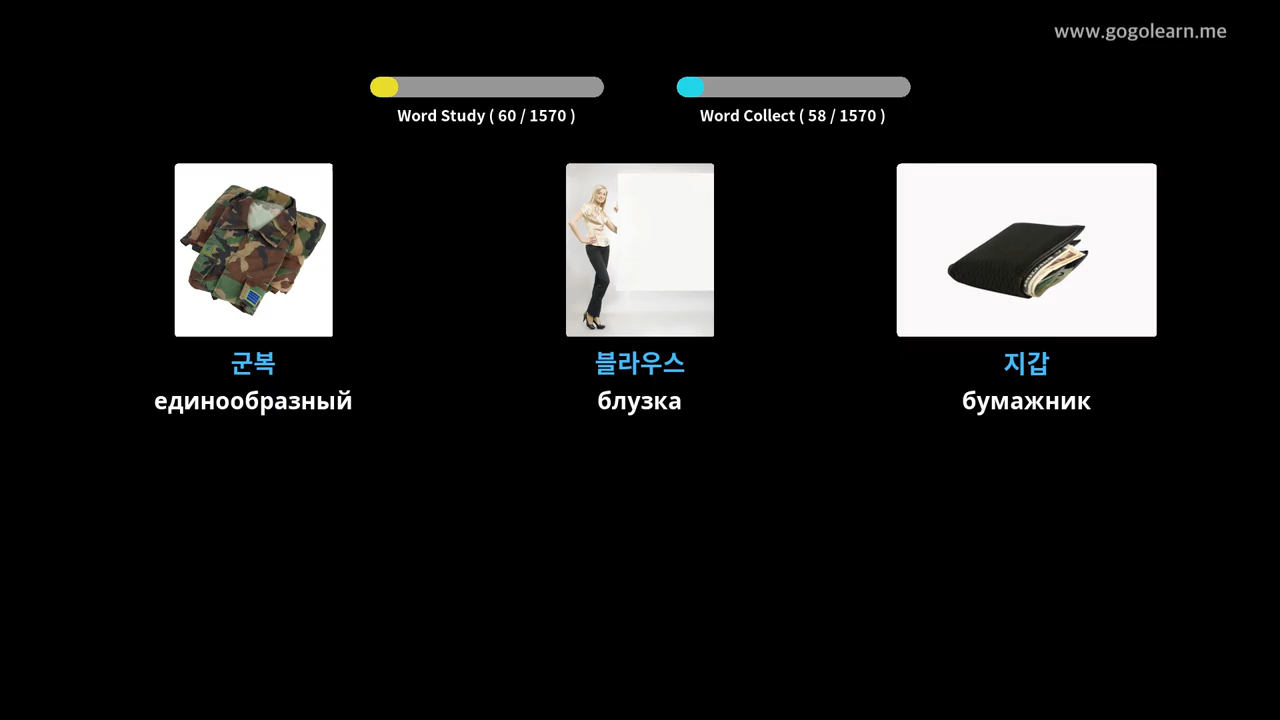 www.gogolearn.me
Word Study ( 60 / 1570 )
Word Collect ( 58 / 1570 )
군복
единообразный
블라우스
блузка
지갑
бумажник